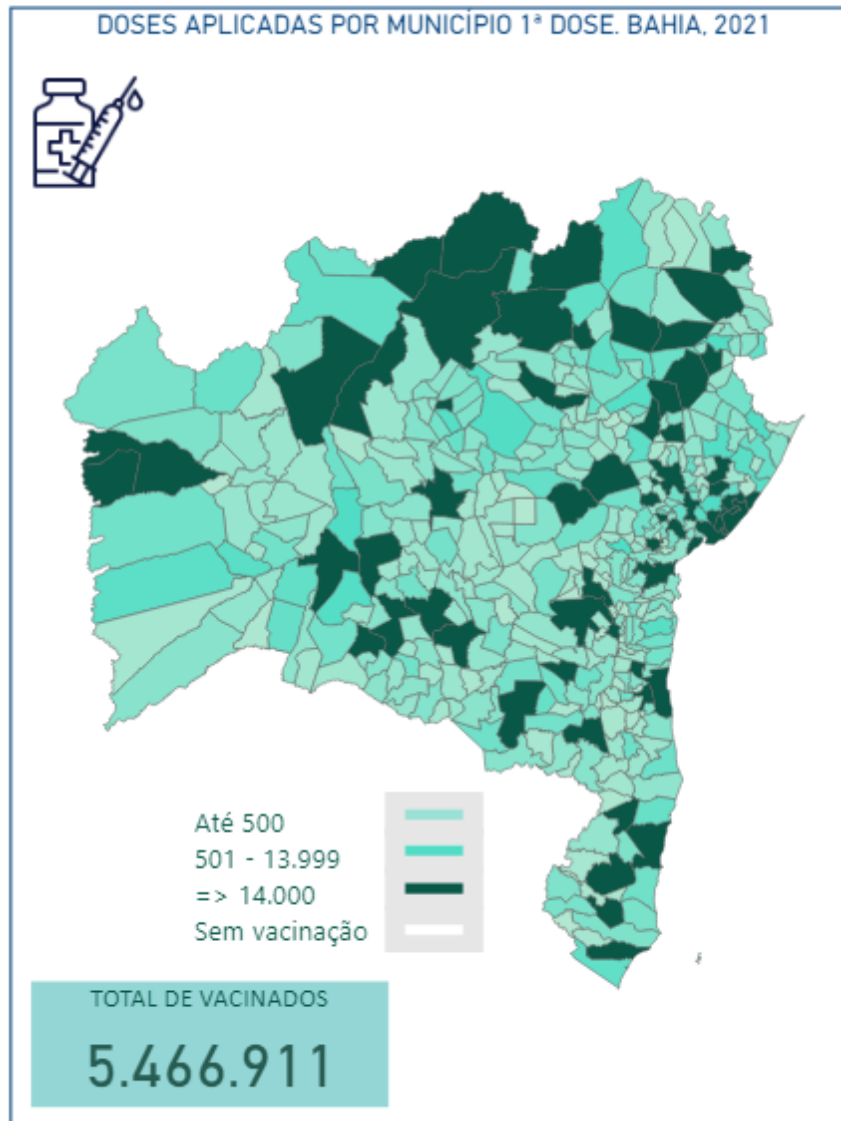 DOSES APLICADAS POR MUNICÍPIO 1ª DOSE. BAHIA, 2021
Até 500
501 - 13.999
=> 14.000
Sem vacinação
TOTAL DE VACINADOS
5.466.911